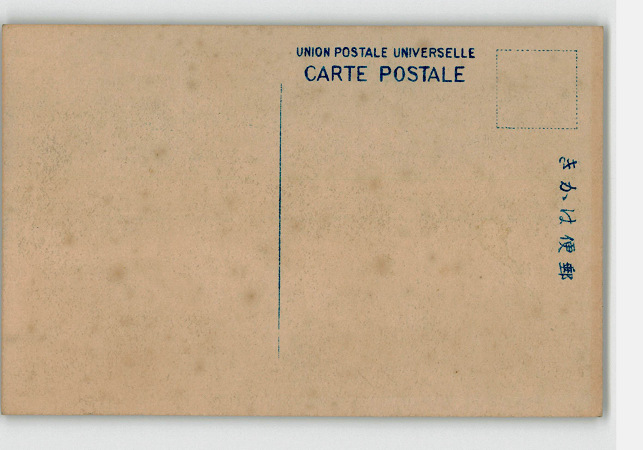 UNION POSTALE UNIVERSELLE
CARTE POSTALE
きかは便郵